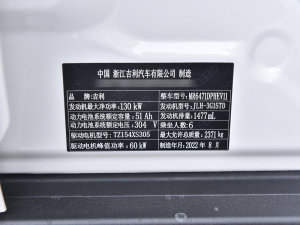 中国 浙江吉利汽车有限公司 制造
品牌:吉利 整车型号:MR6471DPHEV11
发动机最大净功率:130 kW 发动机型号:JLH-3G15TD
动力电池系统额定容量:51 Ah 发动机排量:1477mL
动力电池系统额定电压:304 V 乘坐人数:6
驱动电机型号:TZ154XS305 最大允许总质量:2371kg
驱动电机峰值功率:60 kW 制造年月:2022 年 8 月